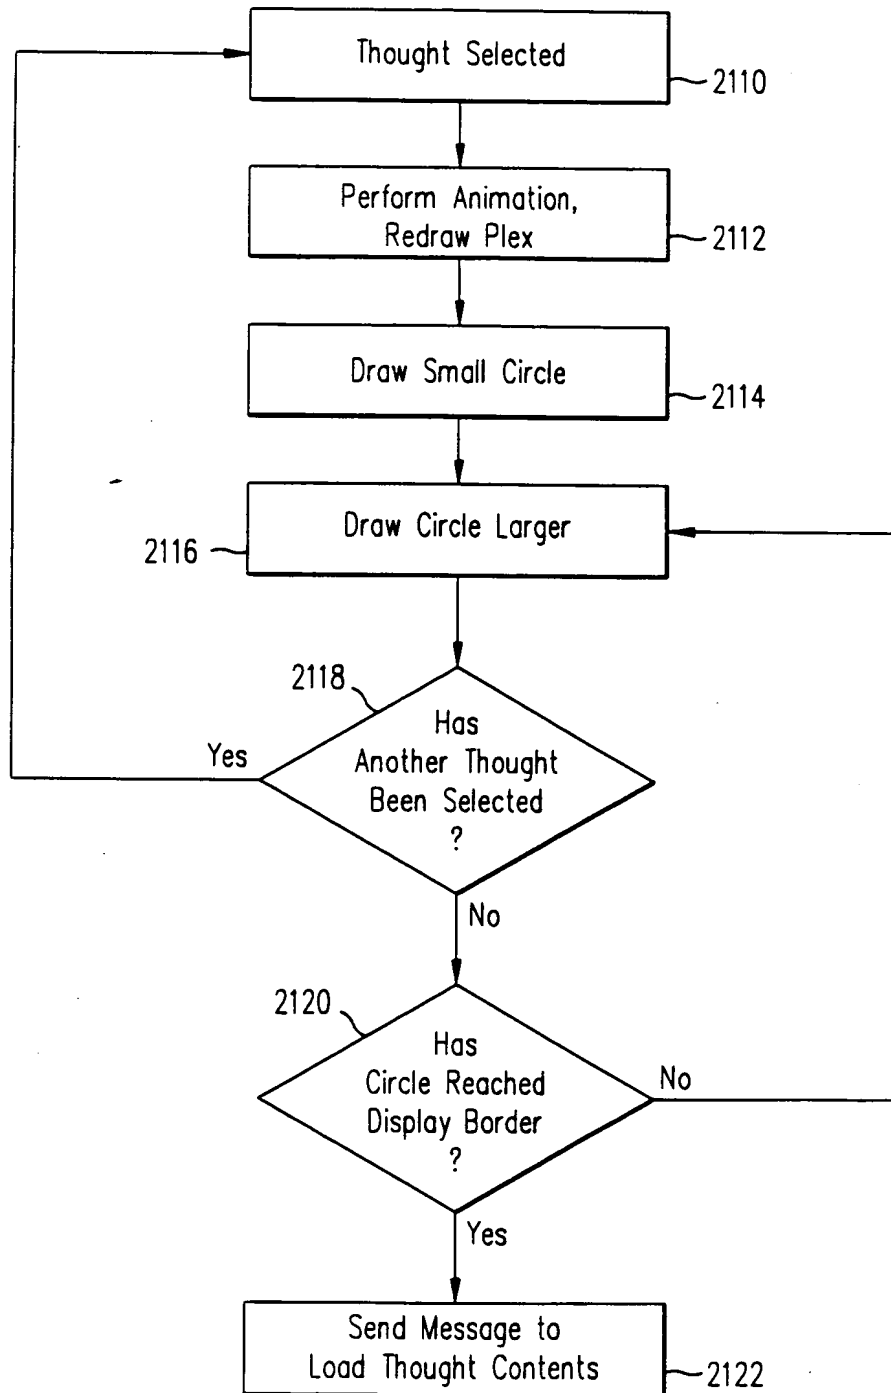 Thought Selected
2110
Perform Animation,
Redraw Plex
2112
Draw Small Circle
2114
Draw Circle Larger
2116
2118
Has
Another Thought
Been Selected
?
Yes
No
2120
Has
Circle Reached
Display Border
?
No
Yes
Send Message to
Load Thought Contents
2122